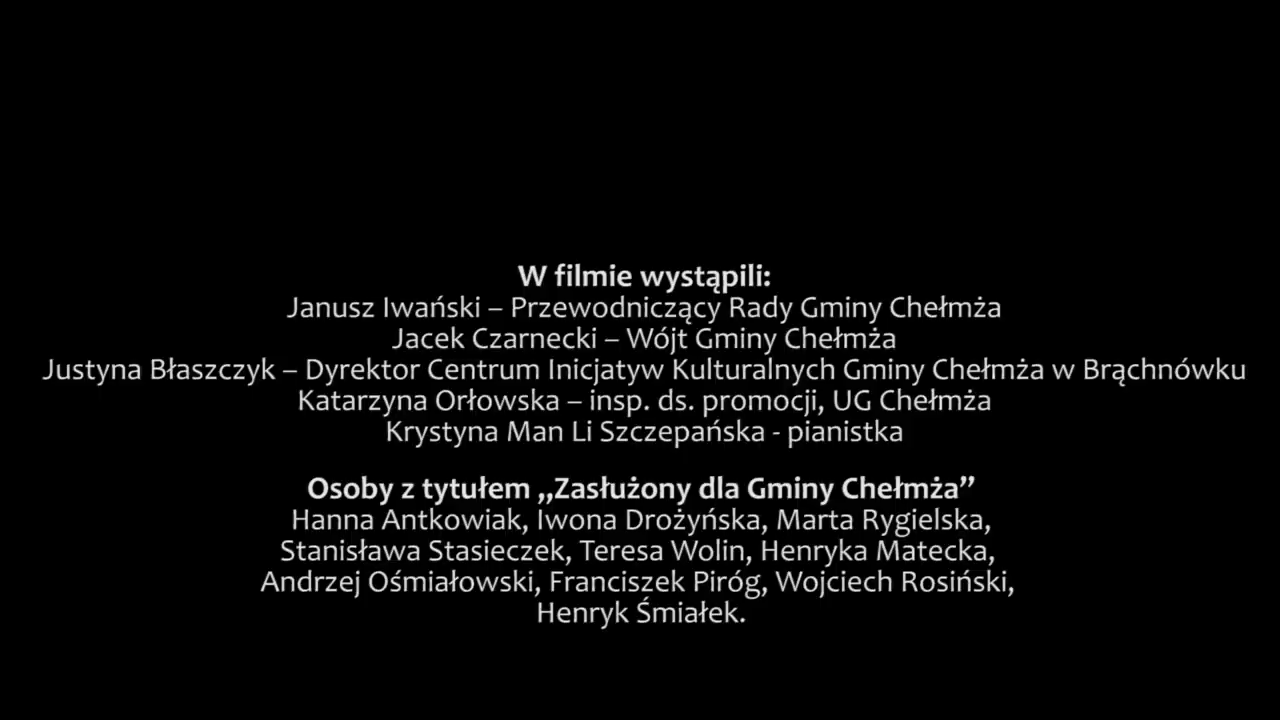 W filmie wystąpili:
Janusz Iwański – Przewodniczący Rady Gminy Chełmża
Jacek Czarnecki – Wójt Gminy Chełmża
Justyna Błaszczyk – Dyrektor Centrum Inicjatyw Kulturalnych Gminy Chełmża w Brąchnówku
Katarzyna Orłowska – insp. ds. promocji, UG Chełmża
Krystyna Man Li Szczepańska - pianistka
Osoby z tytułem „Zasłużony dla Gminy Chełmża”
Hanna Antkowiak, Iwona Drożyńska, Marta Rygielska,
Stanisława Stasieczek, Teresa Wolin, Henryka Matecka,
Andrzej Ośmiałowski, Franciszek Piróg, Wojciech Rosiński,
Henryk Śmiałek.